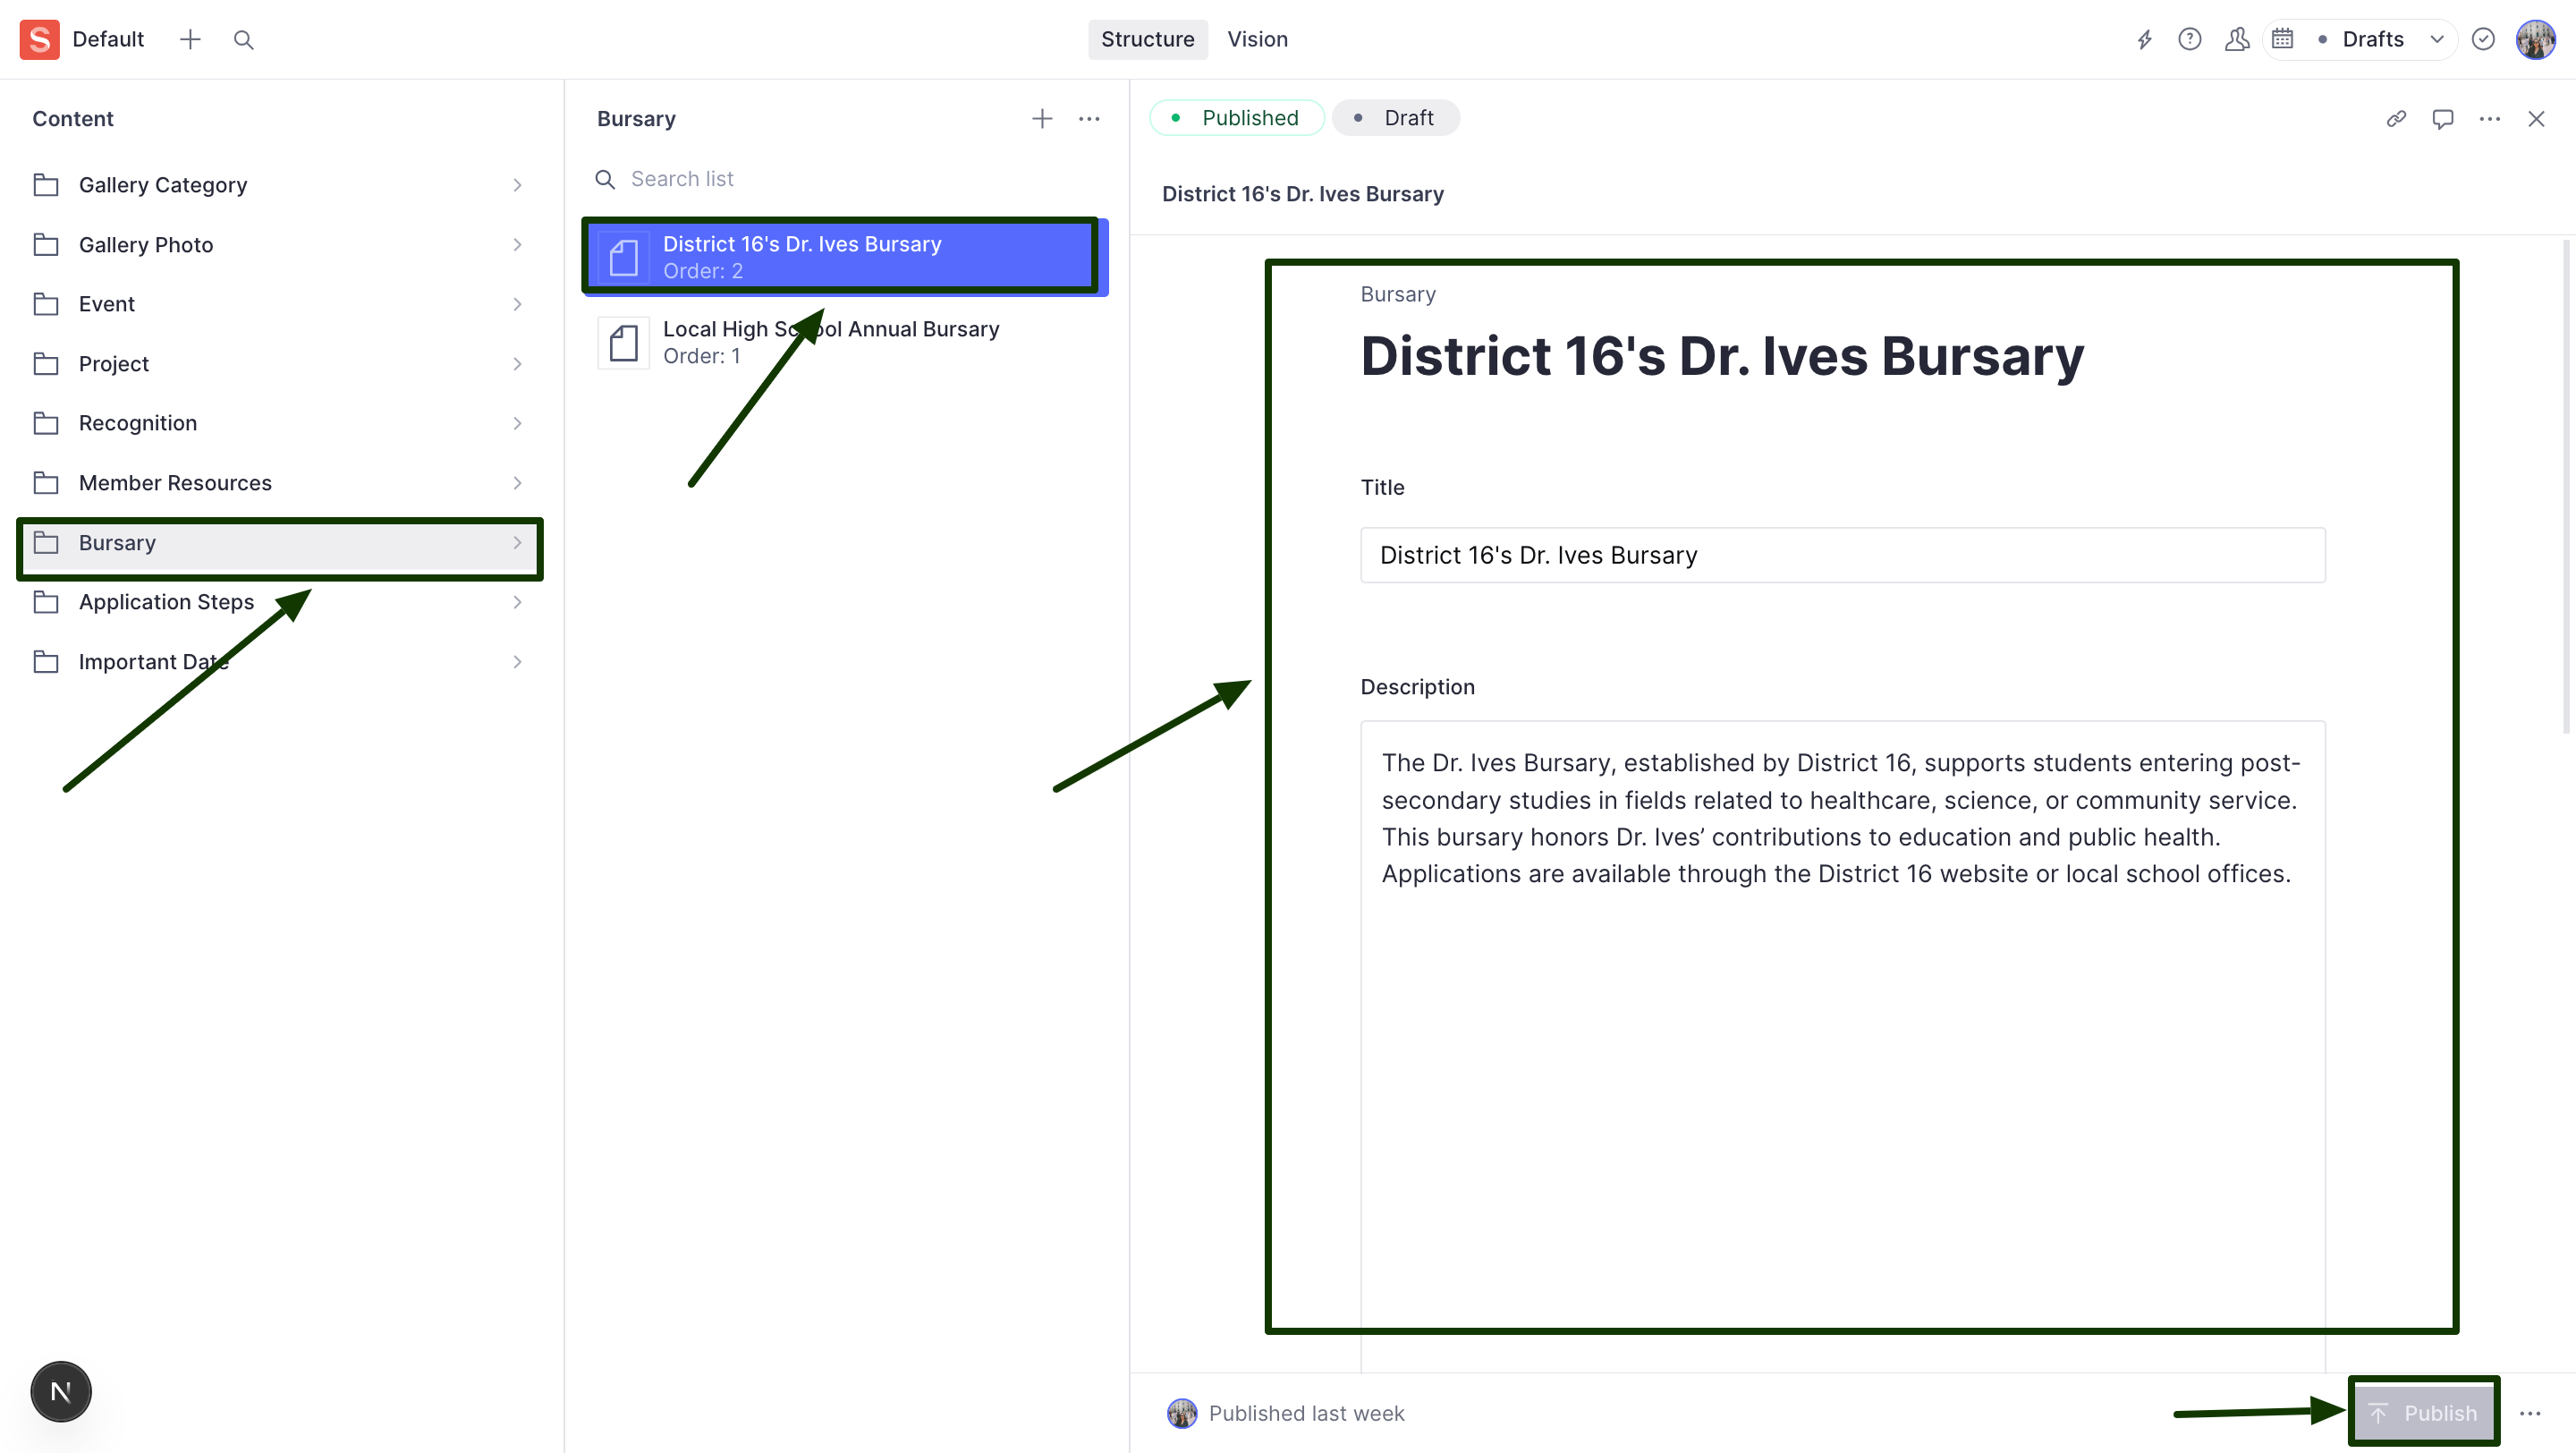 S Default
Structure Vision
Drafts
Content
Gallery Category
Gallery Photo
Event
Project
Recognition
Member Resources
Bursary
Application Steps
Important Date
N
Bursary
Search list
District 16's Dr. Ives Bursary
Order: 2
Local High School Annual Bursary
Order: 1
Published Draft
District 16's Dr. Ives Bursary
Bursary
District 16's Dr. Ives Bursary
Title
District 16's Dr. Ives Bursary
Description
The Dr. Ives Bursary, established by District 16, supports students entering post-
secondary studies in fields related to healthcare, science, or community service.
This bursary honors Dr. Ives’ contributions to education and public health.
Applications are available through the District 16 website or local school offices.
Published last week
Publish